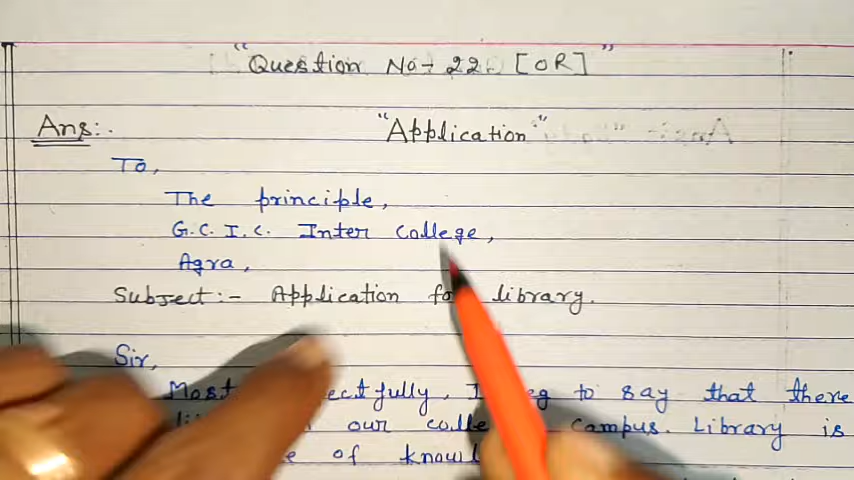 "Question No-22. [OR]"
Ans:. "Application"
To,
The principle,
G.C.I.C. Inter College,
Agra,
Subject:- Application for library.
Sir,
Most I to say that there
our campus. Library is
of